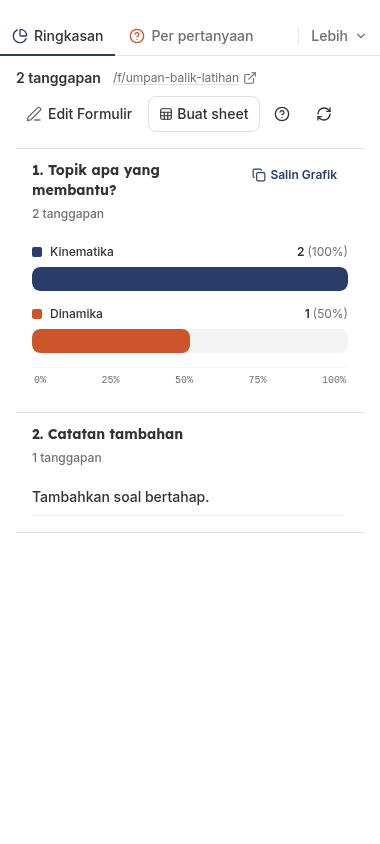 Ringkasan
Per pertanyaan
Lebih
2 tanggapan
/f/umpan-balik-latihan
Edit Formulir
Buat sheet
1. Topik apa yang
membantu?
Salin Grafik
2 tanggapan
Kinematika 2 (100%)
Dinamika 1 (50%)
0% 25% 50% 75% 100%
2. Catatan tambahan
1 tanggapan
Tambahkan soal bertahap.